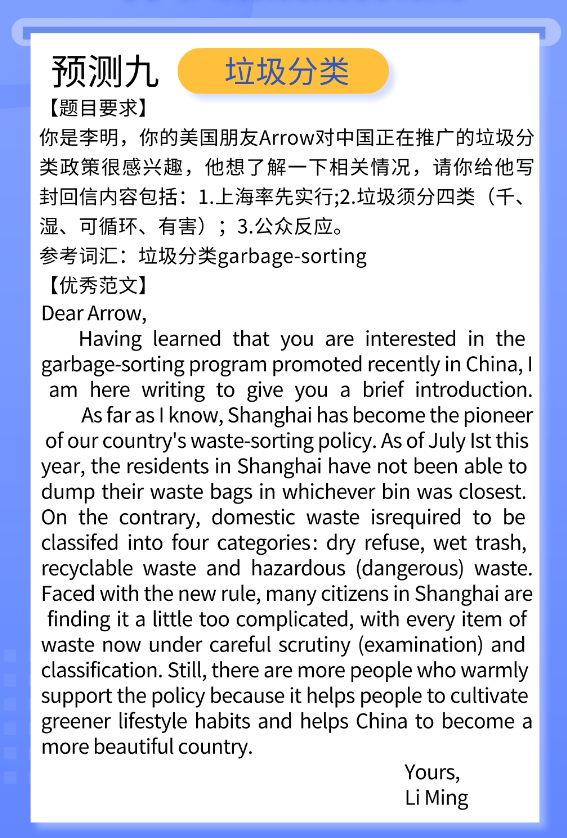 预测九 垃圾分类
【题目要求】
你是李明，你的美国朋友Arrow对中国正在推广的垃圾分
类政策很感兴趣，他想了解一下相关情况，请你给他写
封回信内容包括：1.上海率先实行;2.垃圾须分四类（千、
湿、可循环、有害）；3.公众反应。
参考词汇：垃圾分类garbage-sorting
【优秀范文】
Dear Arrow,
Having learned that you are interested in the
garbage-sorting program promoted recently in China, I
am here writing to give you a brief introduction.
As far as I know, Shanghai has become the pioneer
of our country's waste-sorting policy. As of July Ist this
year, the residents in Shanghai have not been able to
dump their waste bags in whichever bin was closest.
On the contrary, domestic waste isrequired to be
classifed into four categories: dry refuse, wet trash,
recyclable waste and hazardous (dangerous) waste.
Faced with the new rule, many citizens in Shanghai are
finding it a little too complicated, with every item of
waste now under careful scrutiny (examination) and
classification. Still, there are more people who warmly
support the policy because it helps people to cultivate
greener lifestyle habits and helps China to become a
more beautiful country.
Yours,
Li Ming